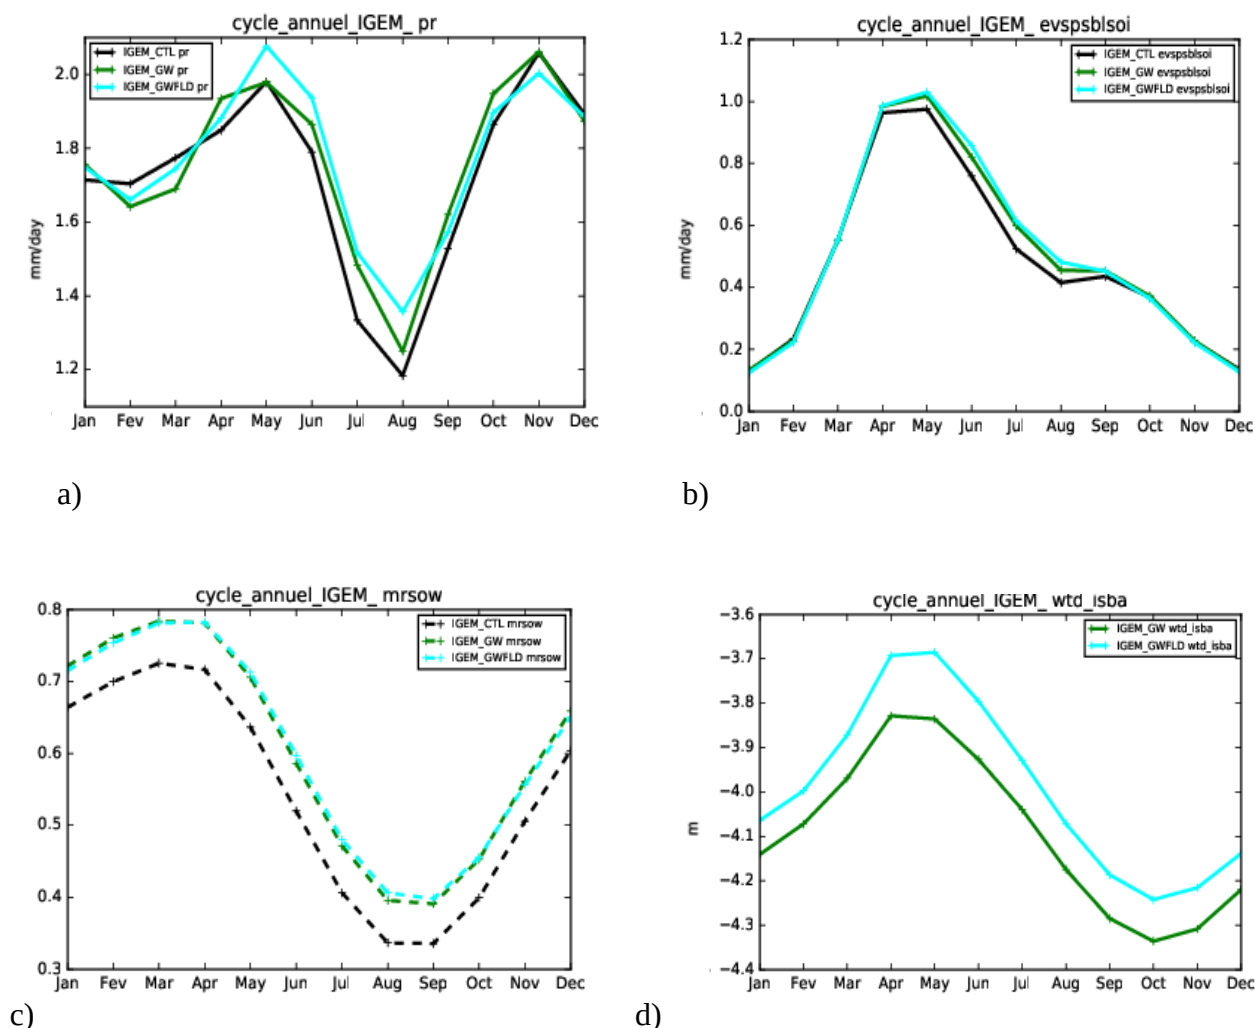 cycle_annuel_IGEM_ pr
IGEM_CTL pr
IGEM_GW pr
IGEM_GWFLD pr
mm/day
2.0
1.8
1.6
1.4
1.2
Jan Fev Mar Apr May Jun Jul Aug Sep Oct Nov Dec
a)
cycle_annuel_IGEM_ evspsblsoi
IGEM_CTL evspsblsoi
IGEM_GW evspsblsoi
IGEM_GWFLD evspsblsoi
mm/day
1.2
1.0
0.8
0.6
0.4
0.2
0.0
Jan Fev Mar Apr May Jun Jul Aug Sep Oct Nov Dec
b)
cycle_annuel_IGEM_ mrsow
IGEM_CTL mrsow
IGEM_GW mrsow
IGEM_GWFLD mrsow
0.8
0.7
0.6
0.5
0.4
0.3
Jan Fev Mar Apr May Jun Jul Aug Sep Oct Nov Dec
c)
cycle_annuel_IGEM_ wtd_isba
IGEM_GW wtd_isba
IGEM_GWFLD wtd_isba
m
−3.6
−3.7
−3.8
−3.9
−4.0
−4.1
−4.2
−4.3
−4.4
Jan Fev Mar Apr May Jun Jul Aug Sep Oct Nov Dec
d)